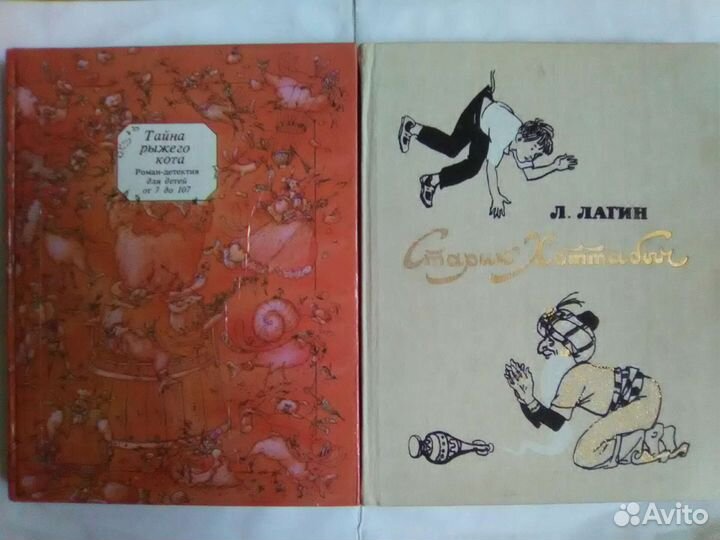 Тайна
рыжего
кота
Роман-детектив
для детей
от 7 до 107
Л. ЛАГИН
Старик Хоттабыч
Avito